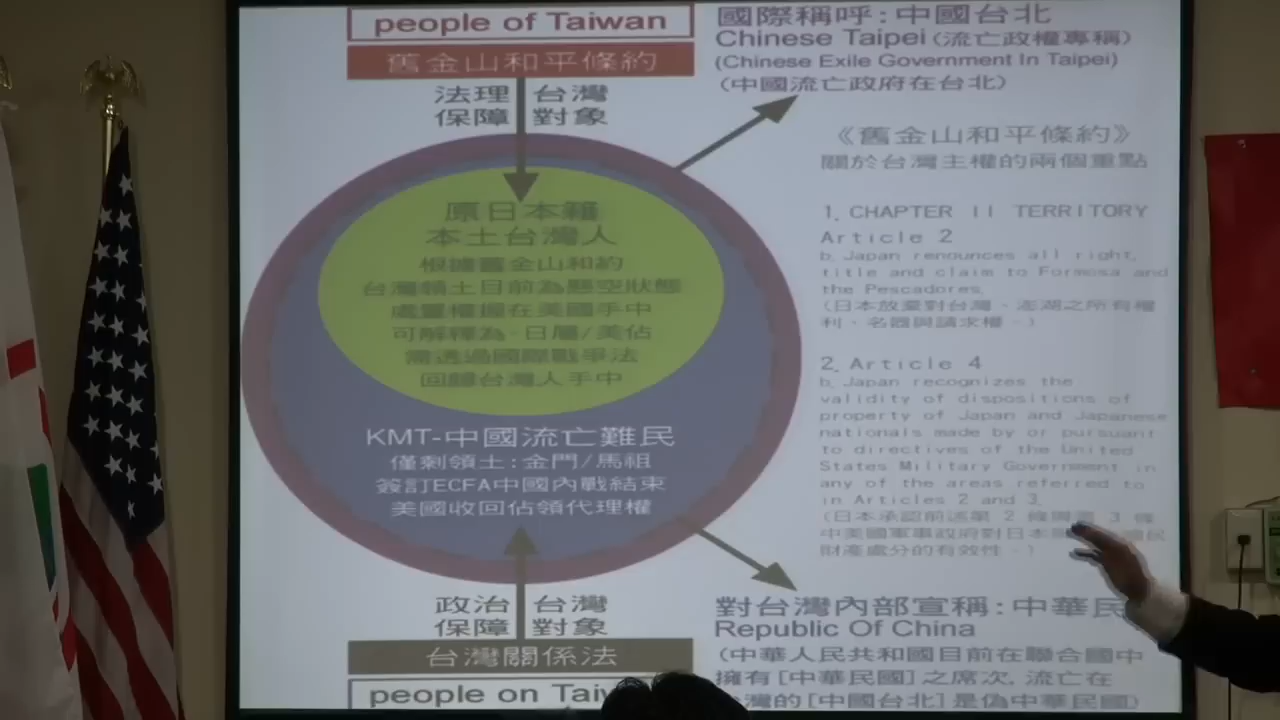 people of Taiwan
舊金山和平條約
法理 台灣
保障 對象
原日本籍
本土台灣人
根據舊金山和約
台灣領土目前為懸空狀態
處置權握在美國手中
可解釋為·日屬/美佔
需透過國際戰爭法
回歸台灣人手中
KMT-中國流亡難民
僅剩領土:金門/馬祖
簽訂ECFA中國內戰結束
美國收回佔領代理權
政治 台灣
保障 對象
台灣關係法
people on Taiw
國際稱呼:中國台北
Chinese Taipei (流亡政權專稱)
(Chinese Exile Government In Taipei)
(中國流亡政府在台北)
《舊金山和平條約》
關於台灣主權的兩個重點
1. CHAPTER II TERRITORY
Article 2
b. Japan renounces all right,
title and claim to Formosa and
the Pescadores.
(日本放棄對台灣、澎湖之所有權
利、名器與請求權。)
2. Article 4
b. Japan recognizes the
validity of dispositions of
property of Japan and Japanese
nationals made by or pursuant
to directives of the United
States Military Government in
any of the areas referred to
in Articles 2 and 3.
(日本承認前述第 2 條與第 3 條
中美國軍事政府對日本 國民
財產處分的有效性。)
對台灣內部宣稱:中華民
Republic Of China
(中華人民共和國目前在聯合國中
擁有[中華民國]之席次, 流亡在
台灣的[中國台北]是偽中華民國)